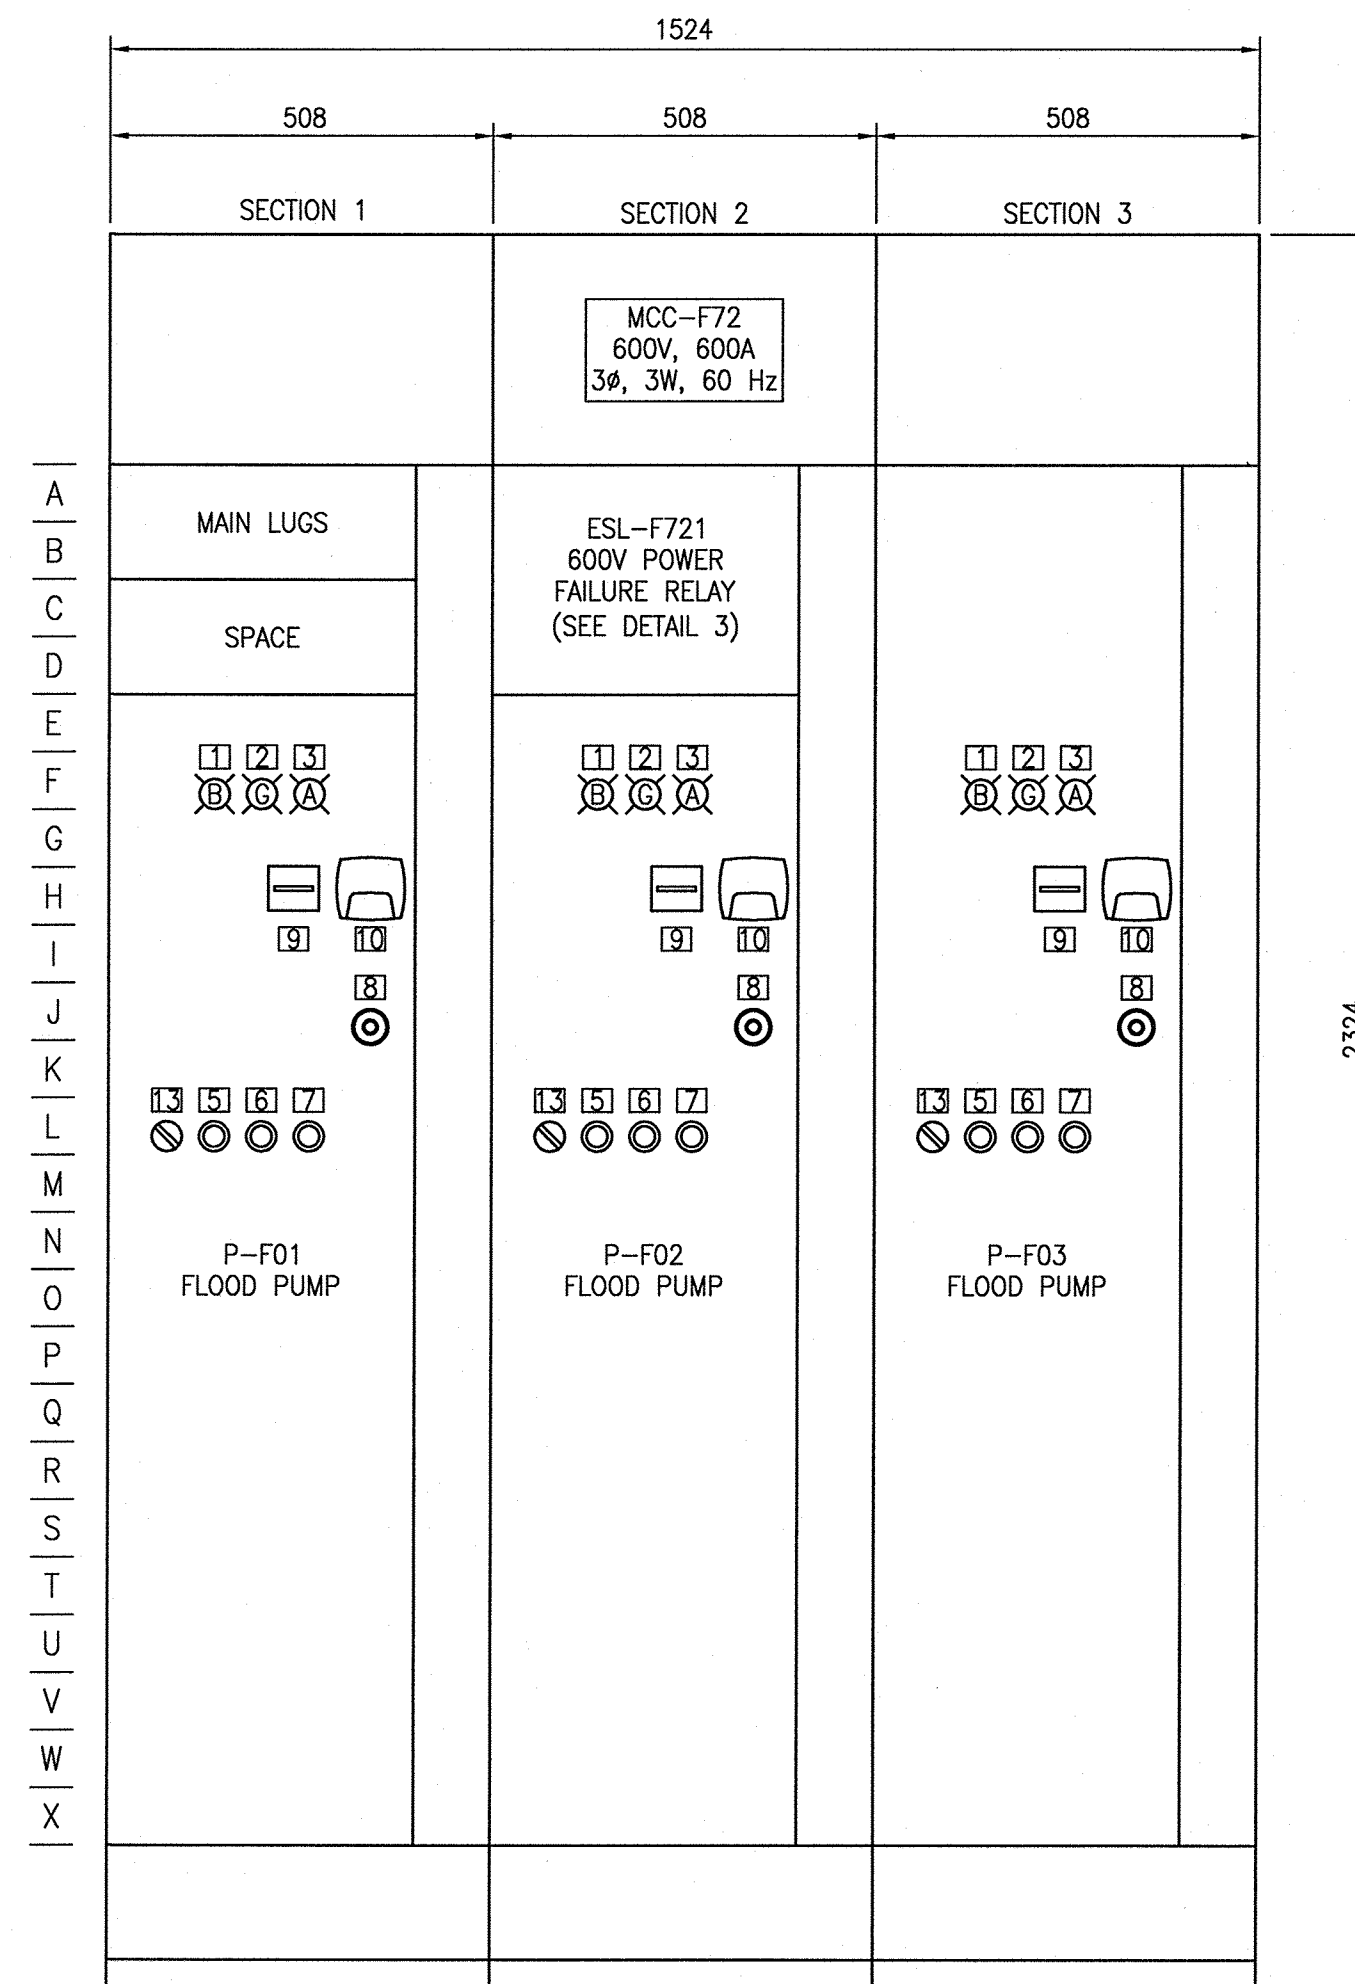 1524
508 508 508
SECTION 1 SECTION 2 SECTION 3
MCC-F72
600V, 600A
3ø, 3W, 60 Hz
A
B
C
D
E
F
G
H
I
J
K
L
M
N
O
P
Q
R
S
T
U
V
W
X
MAIN LUGS
SPACE
1 2 3
B G A
9 10
8
13 5 6 7
P-F01
FLOOD PUMP
ESL-F721
600V POWER
FAILURE RELAY
(SEE DETAIL 3)
1 2 3
B G A
9 10
8
13 5 6 7
P-F02
FLOOD PUMP
1 2 3
B G A
9 10
8
13 5 6 7
P-F03
FLOOD PUMP
2324